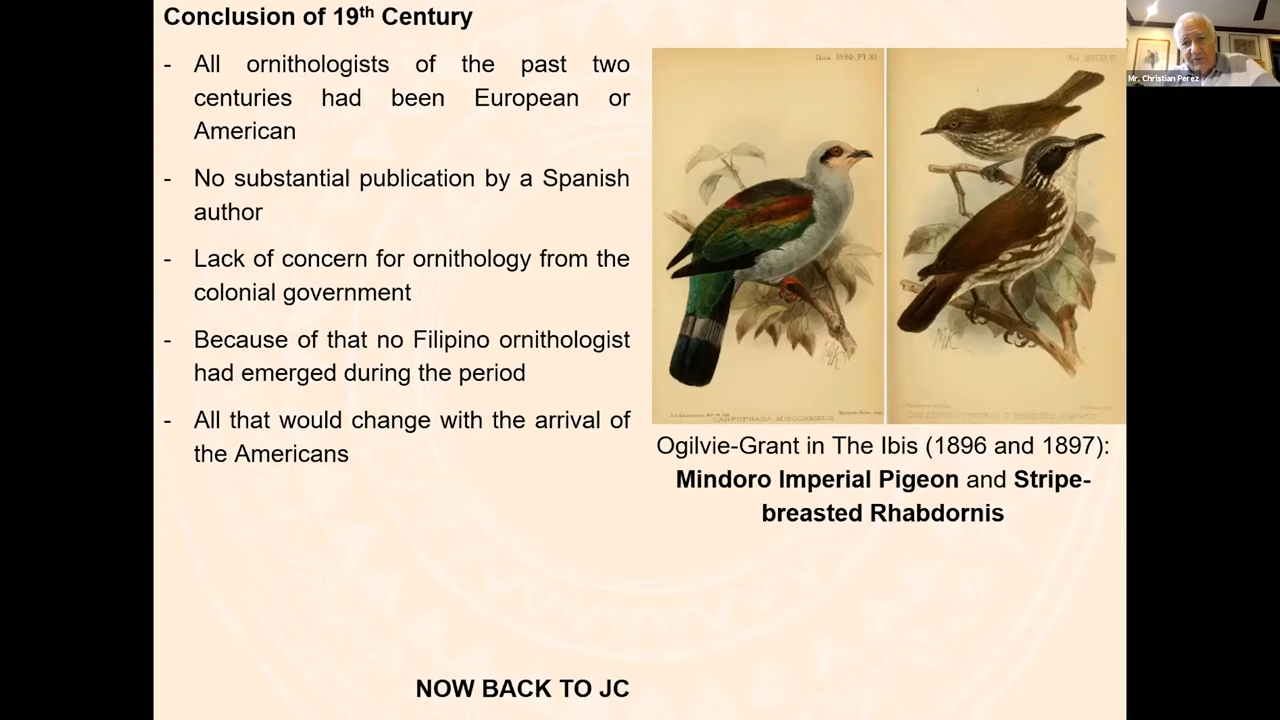 Conclusion of 19th Century
- All ornithologists of the past two
centuries had been European or
American
- No substantial publication by a Spanish
author
- Lack of concern for ornithology from the
colonial government
- Because of that no Filipino ornithologist
had emerged during the period
- All that would change with the arrival of
the Americans
NOW BACK TO JC
CARPOPHAGA MINDORENSIS
Ogilvie-Grant in The Ibis (1896 and 1897):
Mindoro Imperial Pigeon and Stripe-
breasted Rhabdornis
Mr. Christian Perez